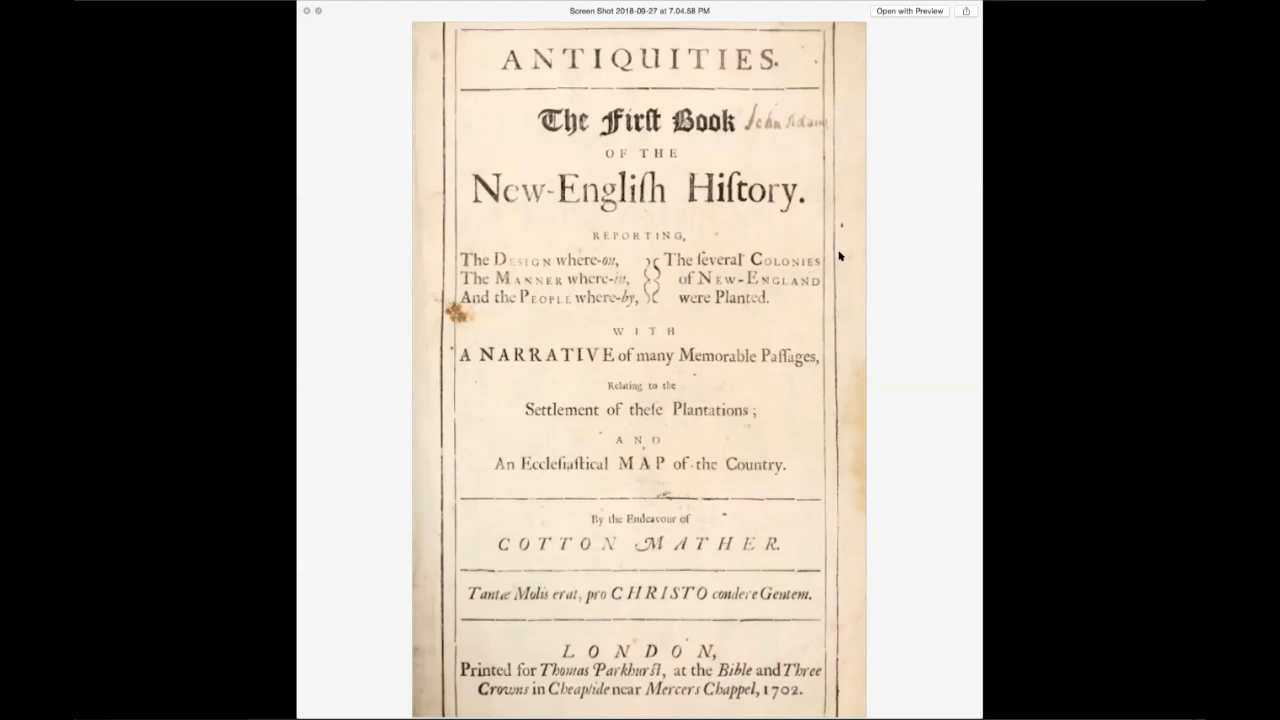 Screen Shot 2018-09-27 at 7.04.58 PM
Open with Preview
ANTIQUITIES.
The Firſt Book John Adams
OF THE
New-Engliſh Hiſtory.
REPORTING,
The DESIGN where-on, The ſeveral COLONIES
The MANNER where-in, of NEW-ENGLAND
And the PEOPLE where-by, were Planted.
WITH
A NARRATIVE of many Memorable Paſſages,
Relating to the
Settlement of theſe Plantations;
AND
An Eccleſiaſtical MAP of the Country.
By the Endeavour of
COTTON MATHER.
Tantæ Molis erat, pro CHRISTO condere Gentem.
LONDON,
Printed for Thomas Parkhurſt, at the Bible and Three
Crowns in Cheapſide near Mercers Chappel, 1702.